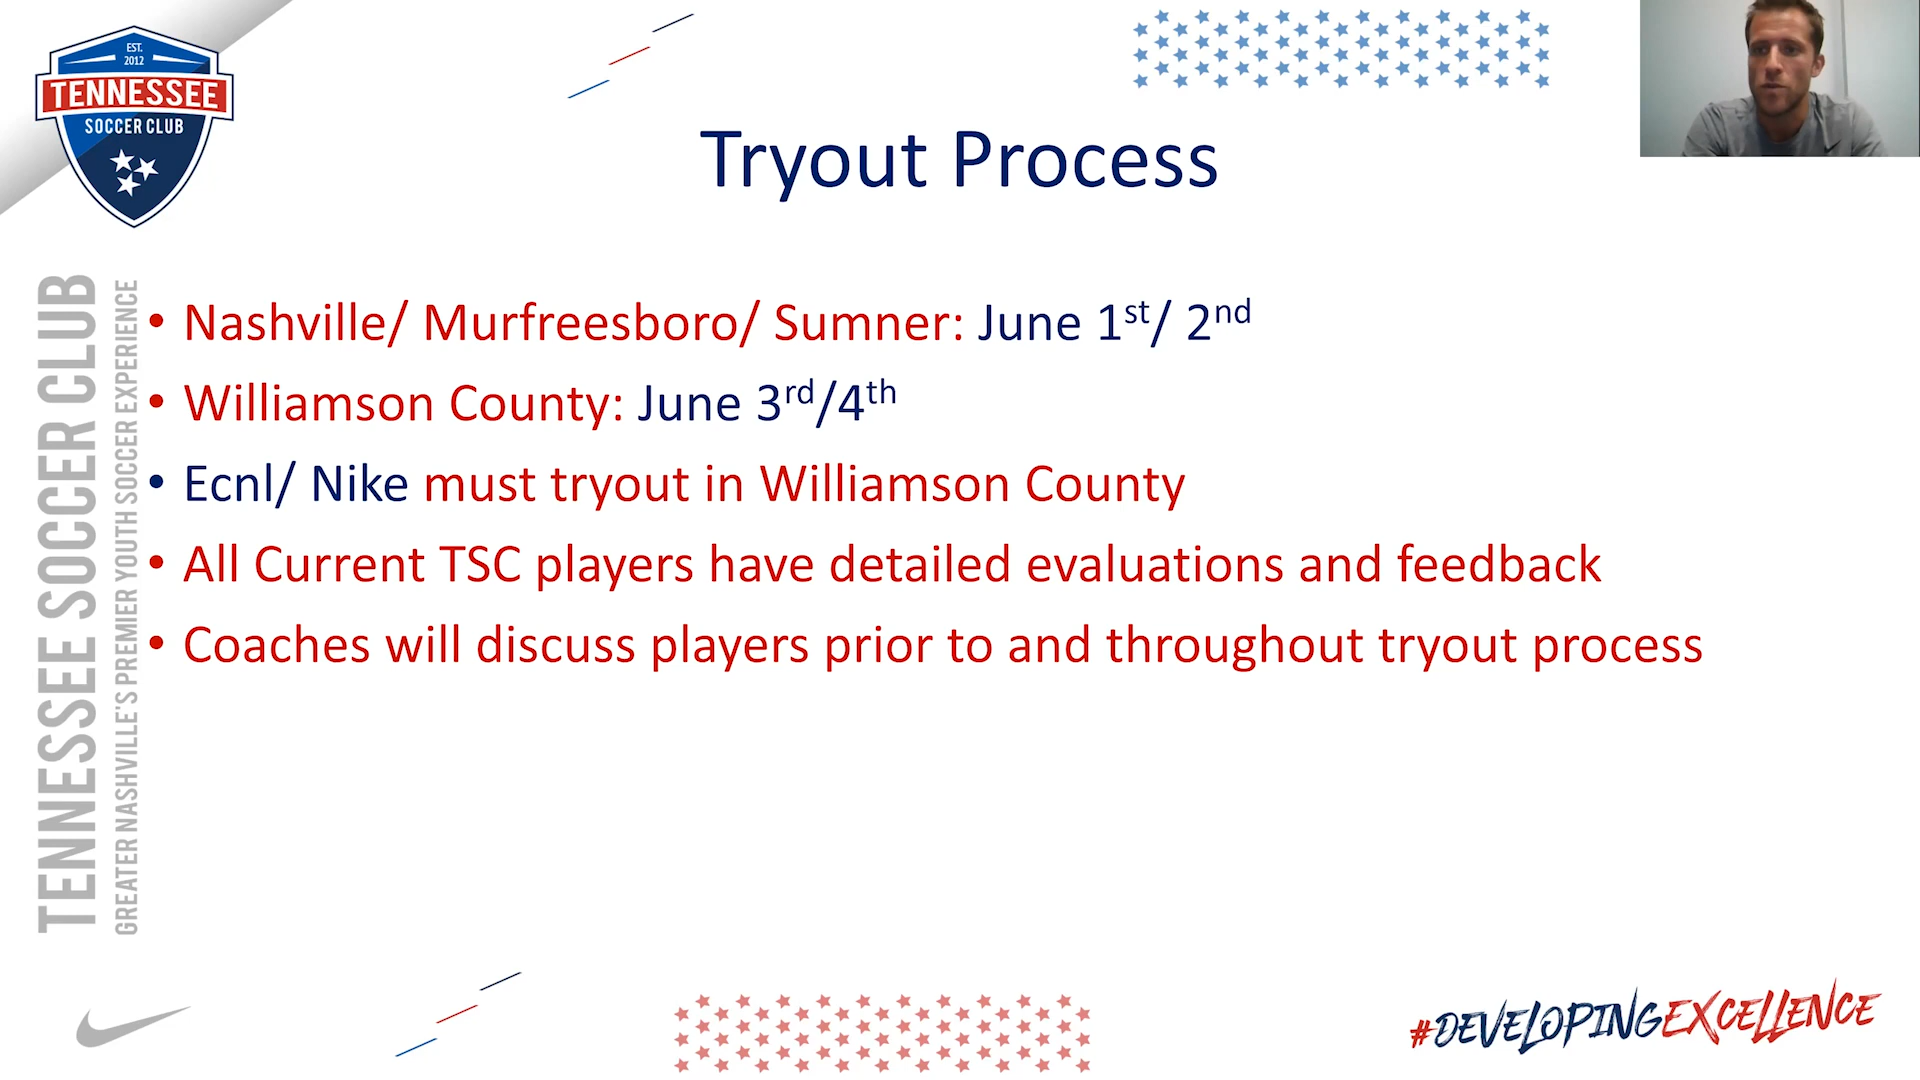 EST.
2012
TENNESSEE
SOCCER CLUB
Tryout Process
TENNESSEE SOCCER CLUB
GREATER NASHVILLE'S PREMIER YOUTH SOCCER EXPERIENCE
• Nashville/ Murfreesboro/ Sumner: June 1st/ 2nd
• Williamson County: June 3rd/4th
• Ecnl/ Nike must tryout in Williamson County
• All Current TSC players have detailed evaluations and feedback
• Coaches will discuss players prior to and throughout tryout process
#DEVELOPINGEXCELLENCE